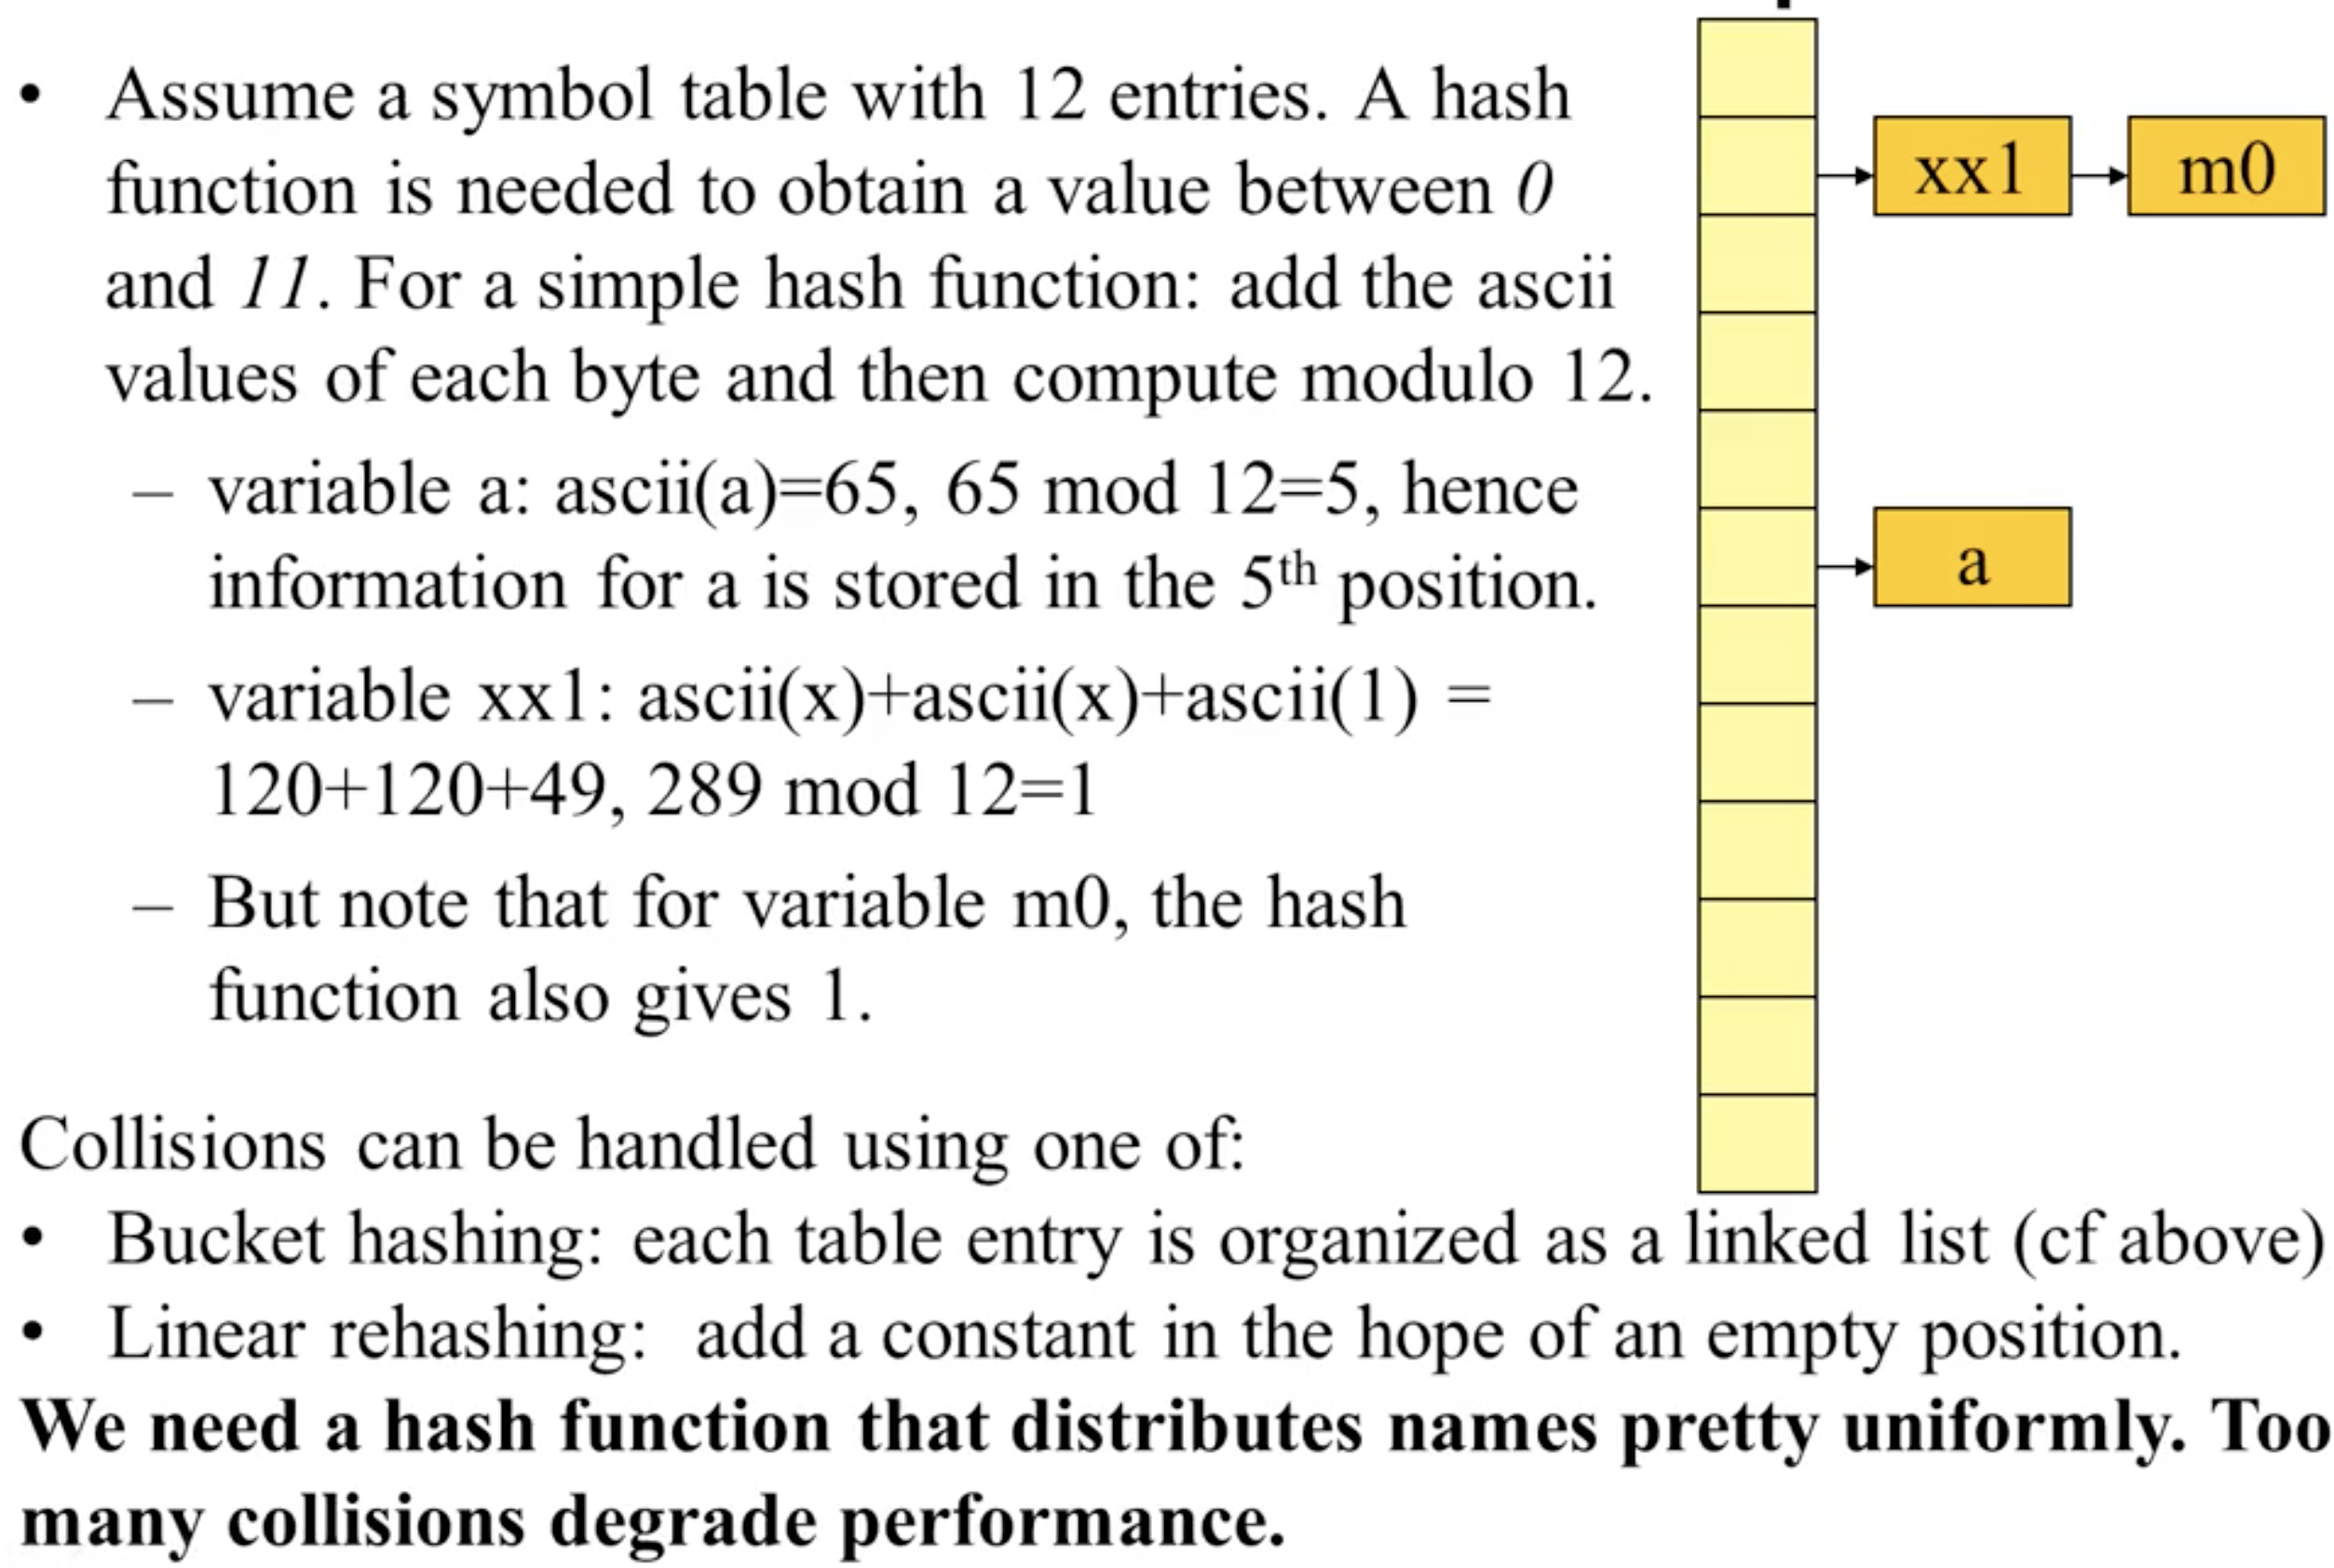 • Assume a symbol table with 12 entries. A hash
function is needed to obtain a value between 0
and 11. For a simple hash function: add the ascii
values of each byte and then compute modulo 12.
– variable a: ascii(a)=65, 65 mod 12=5, hence
information for a is stored in the 5th position.
– variable xx1: ascii(x)+ascii(x)+ascii(1) =
120+120+49, 289 mod 12=1
– But note that for variable m0, the hash
function also gives 1.
xx1
m0
a
Collisions can be handled using one of:
• Bucket hashing: each table entry is organized as a linked list (cf above)
• Linear rehashing: add a constant in the hope of an empty position.
We need a hash function that distributes names pretty uniformly. Too
many collisions degrade performance.